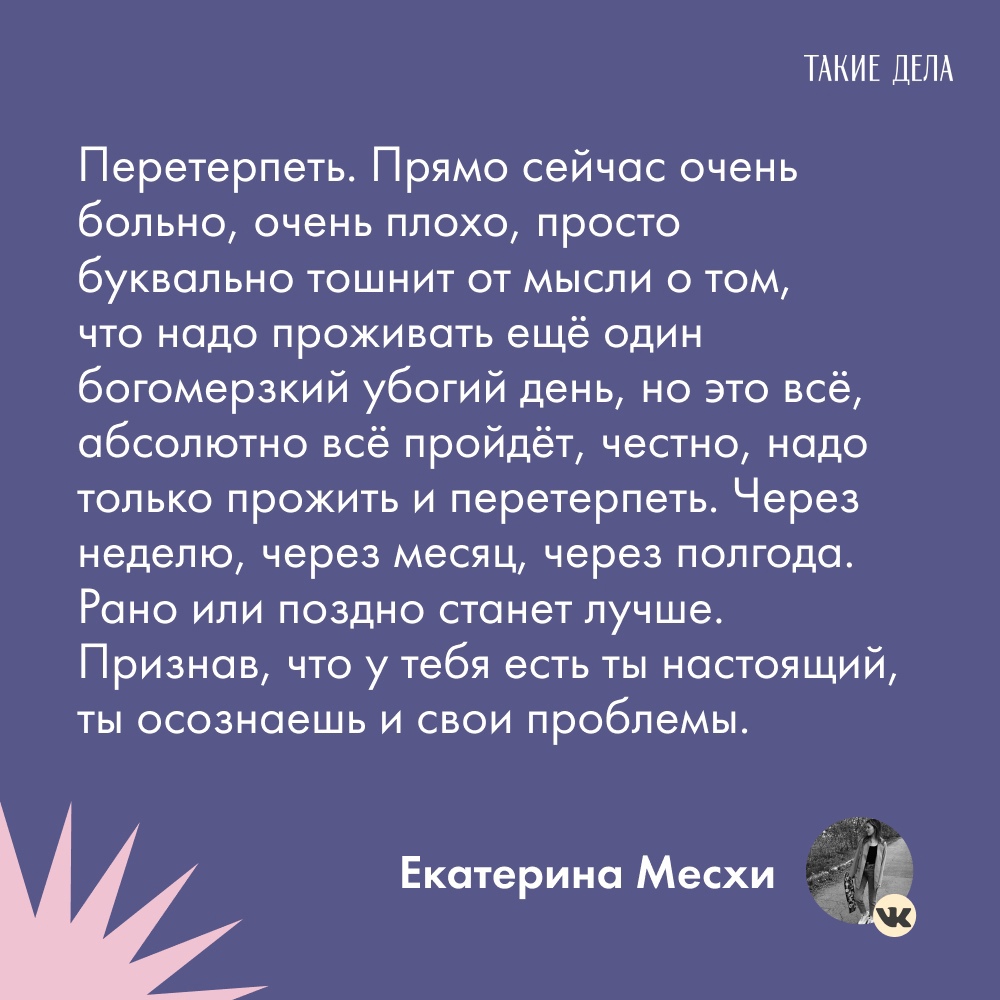 ТАКИЕ ДЕЛА
Перетерпеть. Прямо сейчас очень
больно, очень плохо, просто
буквально тошнит от мысли о том,
что надо проживать ещё один
богомерзкий убогий день, но это всё,
абсолютно всё пройдёт, честно, надо
только прожить и перетерпеть. Через
неделю, через месяц, через полгода.
Рано или поздно станет лучше.
Признав, что у тебя есть ты настоящий,
ты осознаешь и свои проблемы.
Екатерина Месхи